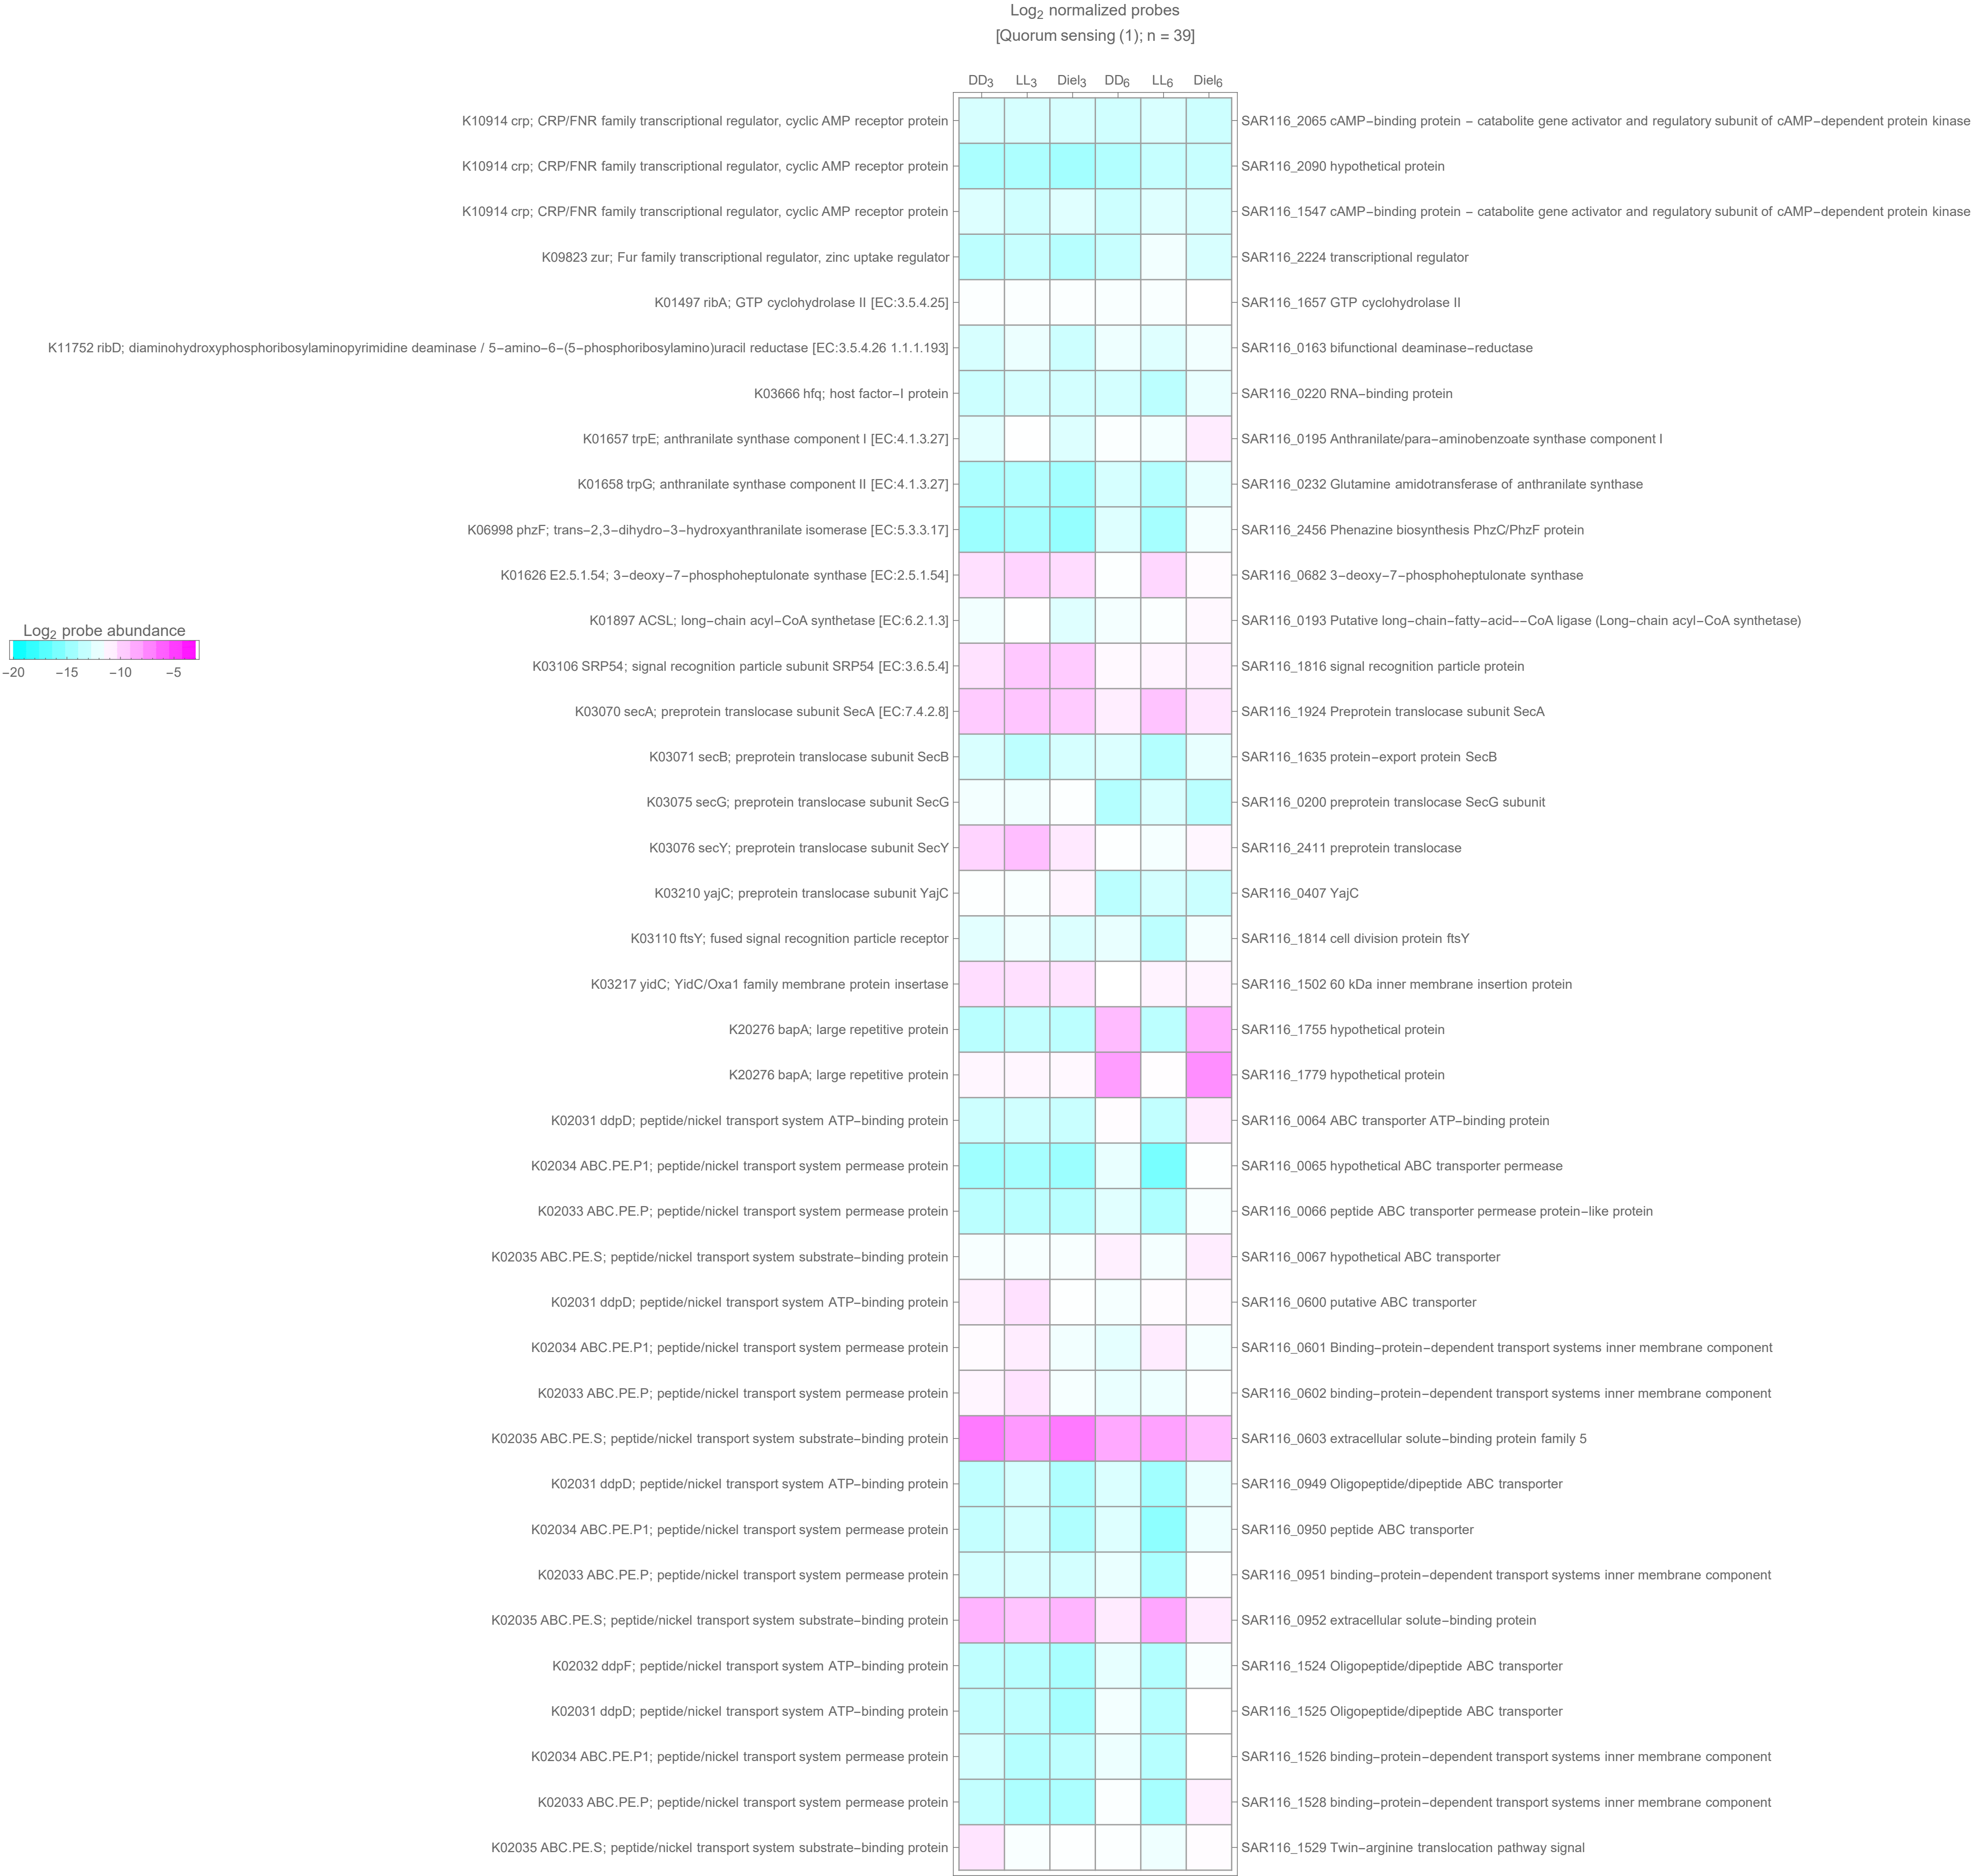 Log2 normalized probes
[Quorum sensing (1); n = 39]
DD3 LL3 Diel3 DD6 LL6 Diel6
K10914 crp; CRP/FNR family transcriptional regulator, cyclic AMP receptor protein SAR116_2065 cAMP−binding protein − catabolite gene activator and regulatory subunit of cAMP−dependent protein kinase
K10914 crp; CRP/FNR family transcriptional regulator, cyclic AMP receptor protein SAR116_2090 hypothetical protein
K10914 crp; CRP/FNR family transcriptional regulator, cyclic AMP receptor protein SAR116_1547 cAMP−binding protein − catabolite gene activator and regulatory subunit of cAMP−dependent protein kinase
K09823 zur; Fur family transcriptional regulator, zinc uptake regulator SAR116_2224 transcriptional regulator
K01497 ribA; GTP cyclohydrolase II [EC:3.5.4.25] SAR116_1657 GTP cyclohydrolase II
K11752 ribD; diaminohydroxyphosphoribosylaminopyrimidine deaminase / 5−amino−6−(5−phosphoribosylamino)uracil reductase [EC:3.5.4.26 1.1.1.193] SAR116_0163 bifunctional deaminase−reductase
K03666 hfq; host factor−I protein SAR116_0220 RNA−binding protein
K01657 trpE; anthranilate synthase component I [EC:4.1.3.27] SAR116_0195 Anthranilate/para−aminobenzoate synthase component I
K01658 trpG; anthranilate synthase component II [EC:4.1.3.27] SAR116_0232 Glutamine amidotransferase of anthranilate synthase
K06998 phzF; trans−2,3−dihydro−3−hydroxyanthranilate isomerase [EC:5.3.3.17] SAR116_2456 Phenazine biosynthesis PhzC/PhzF protein
K01626 E2.5.1.54; 3−deoxy−7−phosphoheptulonate synthase [EC:2.5.1.54] SAR116_0682 3−deoxy−7−phosphoheptulonate synthase
K01897 ACSL; long−chain acyl−CoA synthetase [EC:6.2.1.3] SAR116_0193 Putative long−chain−fatty−acid−−CoA ligase (Long−chain acyl−CoA synthetase)
Log2 probe abundance
−20 −15 −10 −5
K03106 SRP54; signal recognition particle subunit SRP54 [EC:3.6.5.4] SAR116_1816 signal recognition particle protein
K03070 secA; preprotein translocase subunit SecA [EC:7.4.2.8] SAR116_1924 Preprotein translocase subunit SecA
K03071 secB; preprotein translocase subunit SecB SAR116_1635 protein−export protein SecB
K03075 secG; preprotein translocase subunit SecG SAR116_0200 preprotein translocase SecG subunit
K03076 secY; preprotein translocase subunit SecY SAR116_2411 preprotein translocase
K03210 yajC; preprotein translocase subunit YajC SAR116_0407 YajC
K03110 ftsY; fused signal recognition particle receptor SAR116_1814 cell division protein ftsY
K03217 yidC; YidC/Oxa1 family membrane protein insertase SAR116_1502 60 kDa inner membrane insertion protein
K20276 bapA; large repetitive protein SAR116_1755 hypothetical protein
K20276 bapA; large repetitive protein SAR116_1779 hypothetical protein
K02031 ddpD; peptide/nickel transport system ATP−binding protein SAR116_0064 ABC transporter ATP−binding protein
K02034 ABC.PE.P1; peptide/nickel transport system permease protein SAR116_0065 hypothetical ABC transporter permease
K02033 ABC.PE.P; peptide/nickel transport system permease protein SAR116_0066 peptide ABC transporter permease protein−like protein
K02035 ABC.PE.S; peptide/nickel transport system substrate−binding protein SAR116_0067 hypothetical ABC transporter
K02031 ddpD; peptide/nickel transport system ATP−binding protein SAR116_0600 putative ABC transporter
K02034 ABC.PE.P1; peptide/nickel transport system permease protein SAR116_0601 Binding−protein−dependent transport systems inner membrane component
K02033 ABC.PE.P; peptide/nickel transport system permease protein SAR116_0602 binding−protein−dependent transport systems inner membrane component
K02035 ABC.PE.S; peptide/nickel transport system substrate−binding protein SAR116_0603 extracellular solute−binding protein family 5
K02031 ddpD; peptide/nickel transport system ATP−binding protein SAR116_0949 Oligopeptide/dipeptide ABC transporter
K02034 ABC.PE.P1; peptide/nickel transport system permease protein SAR116_0950 peptide ABC transporter
K02033 ABC.PE.P; peptide/nickel transport system permease protein SAR116_0951 binding−protein−dependent transport systems inner membrane component
K02035 ABC.PE.S; peptide/nickel transport system substrate−binding protein SAR116_0952 extracellular solute−binding protein
K02032 ddpF; peptide/nickel transport system ATP−binding protein SAR116_1524 Oligopeptide/dipeptide ABC transporter
K02031 ddpD; peptide/nickel transport system ATP−binding protein SAR116_1525 Oligopeptide/dipeptide ABC transporter
K02034 ABC.PE.P1; peptide/nickel transport system permease protein SAR116_1526 binding−protein−dependent transport systems inner membrane component
K02033 ABC.PE.P; peptide/nickel transport system permease protein SAR116_1528 binding−protein−dependent transport systems inner membrane component
K02035 ABC.PE.S; peptide/nickel transport system substrate−binding protein SAR116_1529 Twin−arginine translocation pathway signal